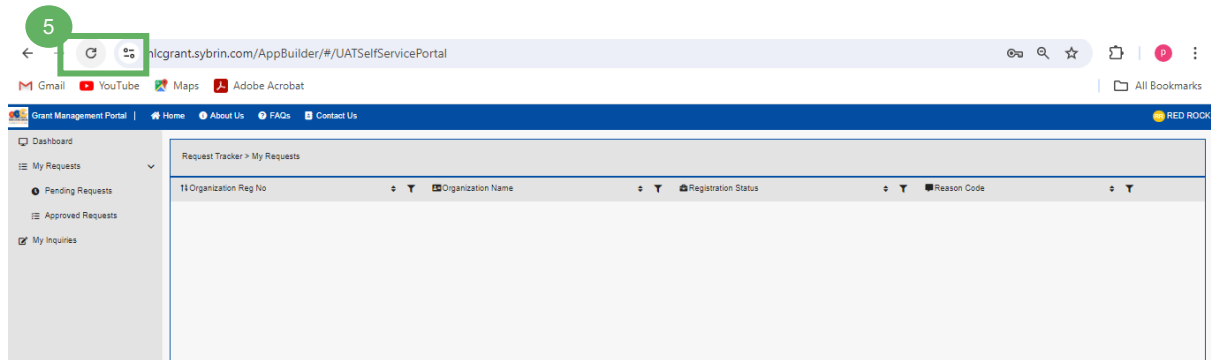 5
nlcgrant.sybrin.com/AppBuilder/#/UATSelfServicePortal
P
Gmail YouTube Maps Adobe Acrobat All Bookmarks
Grant Management Portal | Home About Us FAQs Contact Us RED ROCK
Dashboard
My Requests
Pending Requests
Approved Requests
My Inquiries
Request Tracker > My Requests
Organization Reg No Organization Name Registration Status Reason Code